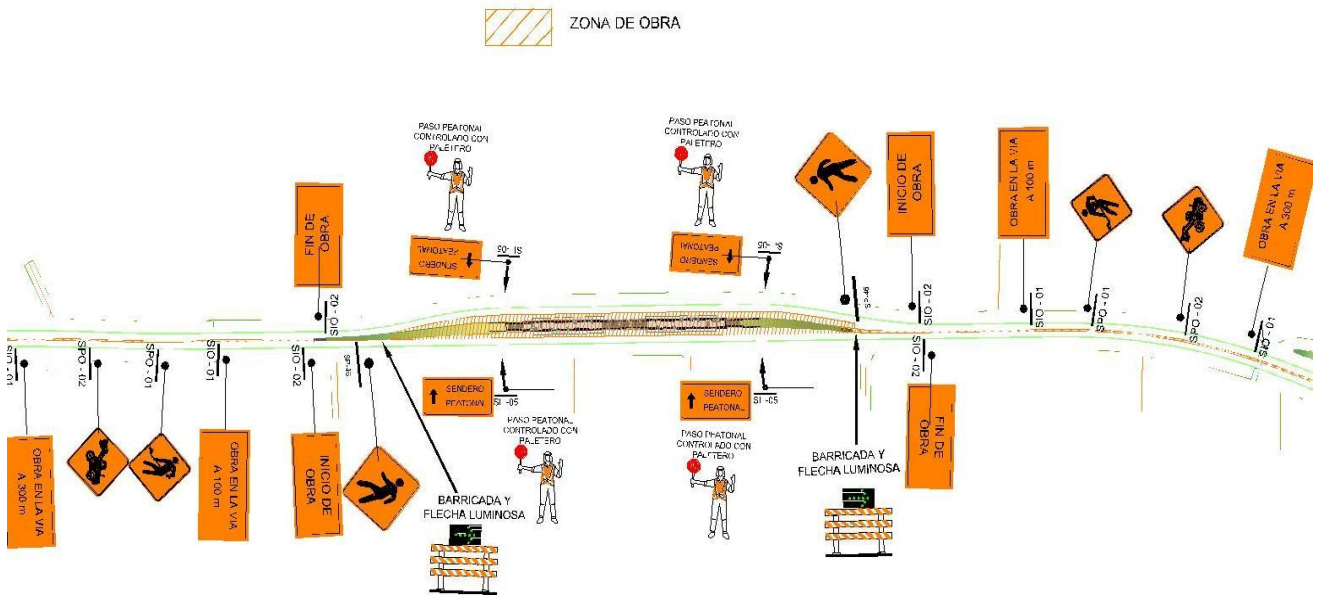 ZONA DE OBRA
PASO PEATONAL
CONTROLADO CON
PALETERO
PASO PEATONAL
CONTROLADO CON
PALETERO
FIN DE
OBRA
SENDERO
PEATONAL
SI -05
SENDERO
PEATONAL
SI -05
INICIO DE
OBRA
OBRA EN LA VIA
A 100 m
OBRA EN LA VIA
A 300 m
SIO - 02
SIO - 02
SIO - 01
SPO - 01
SPO - 02
SIO - 01
SIO - 01
SPO - 02
SPO - 01
SIO - 01
SIO - 02
SIO - 02
OBRA EN LA VIA
A 300 m
OBRA EN LA VIA
A 100 m
INICIO DE
OBRA
SENDERO
PEATONAL
SI -05
SENDERO
PEATONAL
SI -05
FIN DE
OBRA
PASO PEATONAL
CONTROLADO CON
PALETERO
PASO PEATONAL
CONTROLADO CON
PALETERO
BARRICADA Y
FLECHA LUMINOSA
BARRICADA Y
FLECHA LUMINOSA